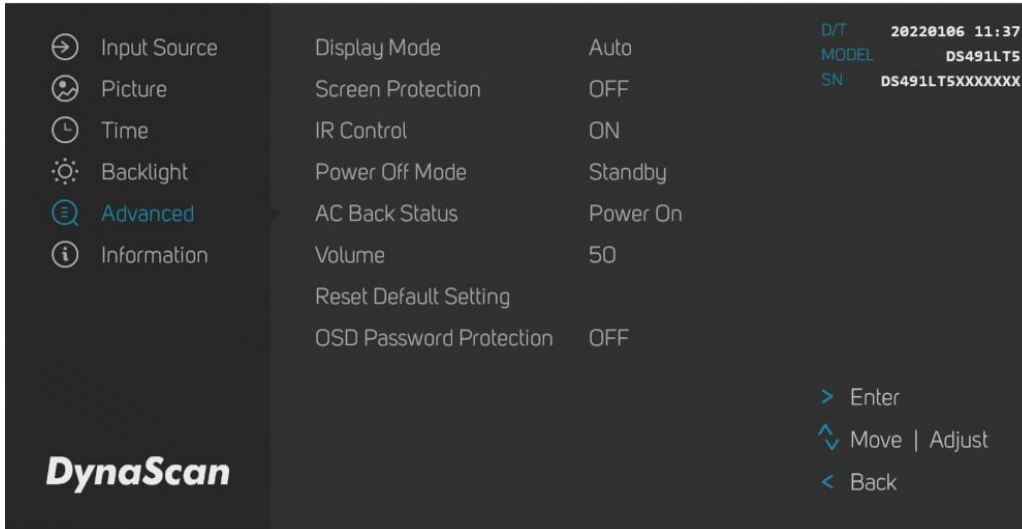 Input Source
Picture
Time
Backlight
Advanced
Information
DynaScan
Display Mode Auto
Screen Protection OFF
IR Control ON
Power Off Mode Standby
AC Back Status Power On
Volume 50
Reset Default Setting
OSD Password Protection OFF
D/T 20220106 11:37
MODEL DS491LT5
SN DS491LT5XXXXXXX
> Enter
Move | Adjust
< Back